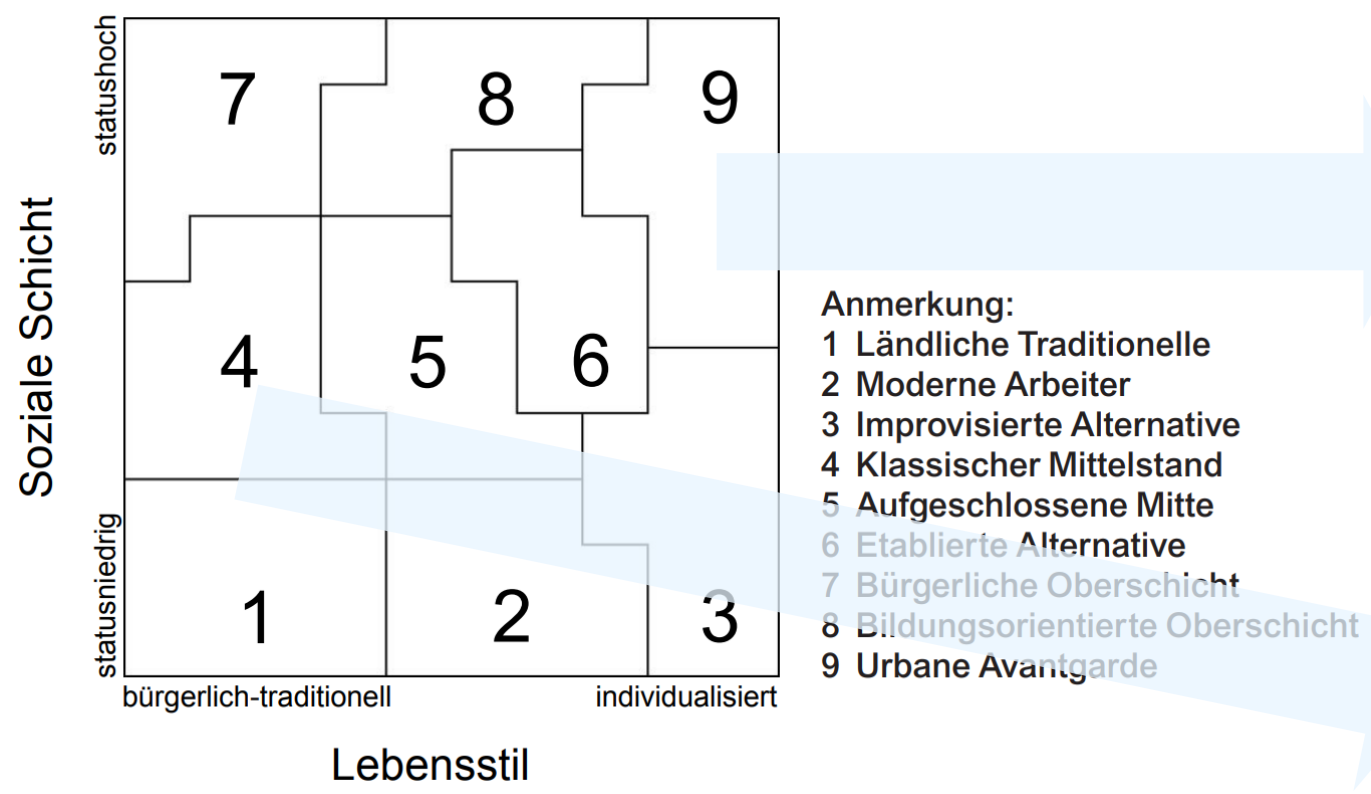 statushoch
7
8
9
Soziale Schicht
4
5
6
statusniedrig
1
2
3
bürgerlich-traditionell
individualisiert
Lebensstil
Anmerkung:
1 Ländliche Traditionelle
2 Moderne Arbeiter
3 Improvisierte Alternative
4 Klassischer Mittelstand
5 Aufgeschlossene Mitte
6 Etablierte Alternative
7 Bürgerliche Oberschicht
8 Bildungsorientierte Oberschicht
9 Urbane Avantgarde